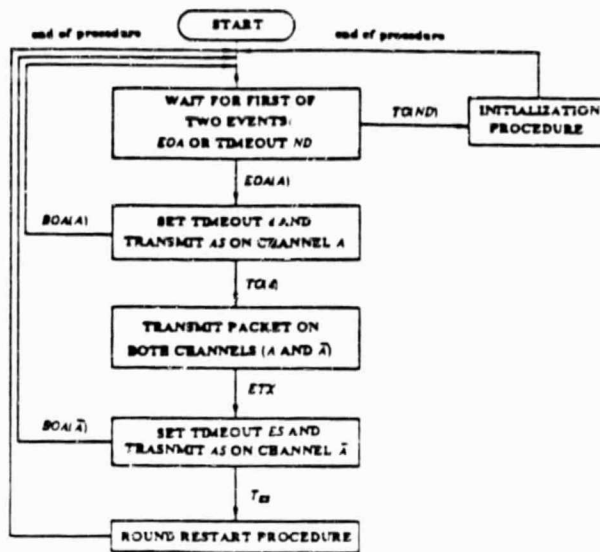 START
end of procedure
end of procedure
WAIT FOR FIRST OF
TWO EVENTS:
EOA OR TIMEOUT ND
TO(ND)
INITIALIZATION
PROCEDURE
EOA(A)
BOA(A)
SET TIMEOUT d AND
TRANSMIT AS ON CHANNEL A
TO(d)
TRANSMIT PACKET ON
BOTH CHANNELS (A AND Ā)
ETX
BOA(Ā)
SET TIMEOUT ES AND
TRASNMIT AS ON CHANNEL Ā
T_ES
ROUND RESTART PROCEDURE